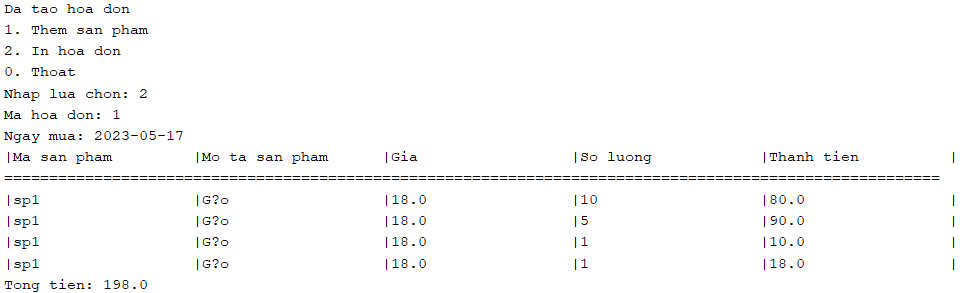 Da tao hoa don
1. Them san pham
2. In hoa don
0. Thoat
Nhap lua chon: 2
Ma hoa don: 1
Ngay mua: 2023-05-17
|Ma san pham         |Mo ta san pham      |Gia                 |So luong            |Thanh tien          |
========================================================================================================
|sp1                 |G?o                 |18.0                |10                  |80.0                |
|sp1                 |G?o                 |18.0                |5                   |90.0                |
|sp1                 |G?o                 |18.0                |1                   |10.0                |
|sp1                 |G?o                 |18.0                |1                   |18.0                |
Tong tien: 198.0